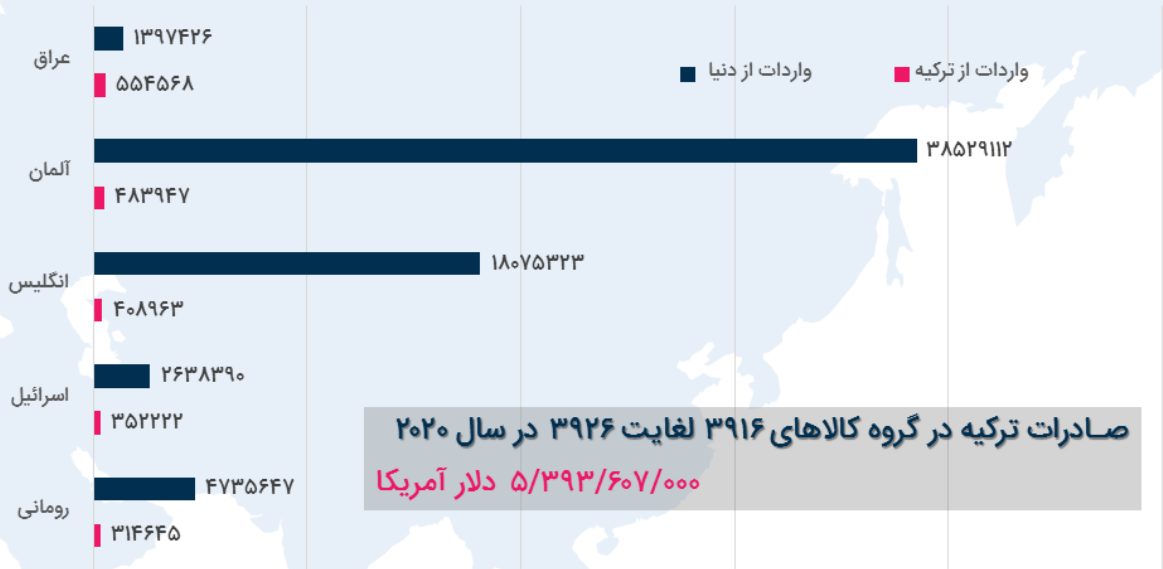 واردات از دنیا
واردات از ترکیه
عراق
۱۳۹۷۴۲۶
۵۵۴۵۶۸
آلمان
۳۸۵۲۹۱۱۲
۴۸۳۹۴۷
انگلیس
۱۸۰۷۵۳۲۳
۴۰۸۹۶۳
اسرائیل
۲۶۳۸۳۹۰
۳۵۲۲۲۲
رومانی
۴۷۳۵۶۴۷
۳۱۴۶۴۵
صـادرات ترکیه در گروه کالاهای ۳۹۱۶ لغایت ۳۹۲۶ در سال ۲۰۲۰
۵/۳۹۳/۶۰۷/۰۰۰ دلار آمریکا